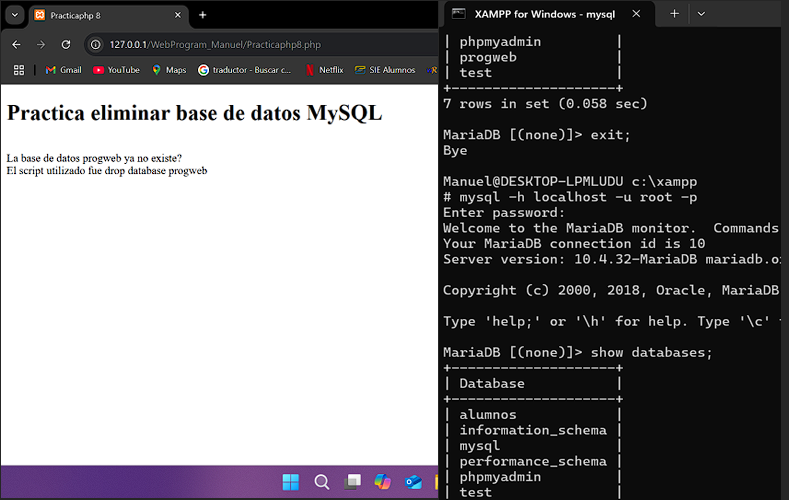 Practicaphp 8
127.0.0.1/WebProgram_Manuel/Practicaphp8.php
Gmail
YouTube
Maps
traductor - Buscar c...
Netflix
SIE Alumnos
Practica eliminar base de datos MySQL
La base de datos progweb ya no existe?
El script utilizado fue drop database progweb
XAMPP for Windows - mysql
| phpmyadmin |
| progweb |
| test |
+--------------------+
7 rows in set (0.058 sec)
MariaDB [(none)]> exit;
Bye
Manuel@DESKTOP-LPMLUDU c:\xampp
# mysql -h localhost -u root -p
Enter password:
Welcome to the MariaDB monitor. Commands
Your MariaDB connection id is 10
Server version: 10.4.32-MariaDB mariadb.o
Copyright (c) 2000, 2018, Oracle, MariaDB
Type 'help;' or '\h' for help. Type '\c'
MariaDB [(none)]> show databases;
+--------------------+
| Database |
+--------------------+
| alumnos |
| information_schema |
| mysql |
| performance_schema |
| phpmyadmin |
| test |